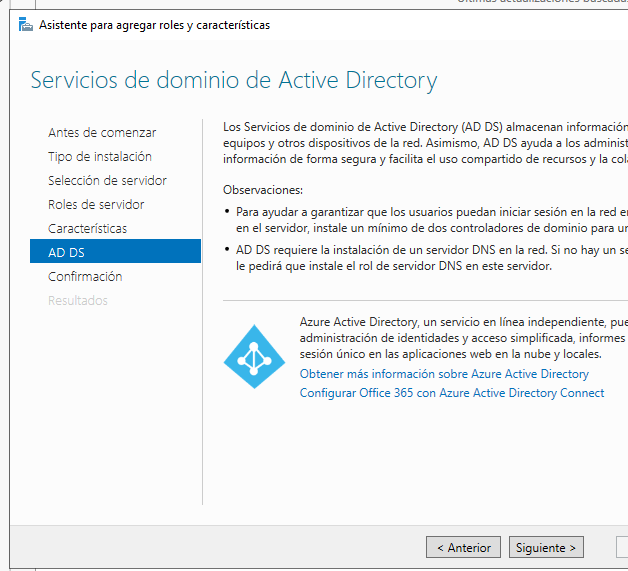 Últimas actualizaciones buscadas
Asistente para agregar roles y características
Servicios de dominio de Active Directory
Antes de comenzar
Tipo de instalación
Selección de servidor
Roles de servidor
Características
AD DS
Confirmación
Resultados
Los Servicios de dominio de Active Directory (AD DS) almacenan información
equipos y otros dispositivos de la red. Asimismo, AD DS ayuda a los
información de forma segura y facilita el uso compartido de recursos y la
Observaciones:
• Para ayudar a garantizar que los usuarios puedan iniciar sesión en la red
en el servidor, instale un mínimo de dos controladores de dominio para
• AD DS requiere la instalación de un servidor DNS en la red. Si no hay un
le pedirá que instale el rol de servidor DNS en este servidor.
Azure Active Directory, un servicio en línea independiente,
administración de identidades y acceso simplificada, informes
sesión único en las aplicaciones web en la nube y locales.
Obtener más información sobre Azure Active Directory
Configurar Office 365 con Azure Active Directory Connect
< Anterior
Siguiente >